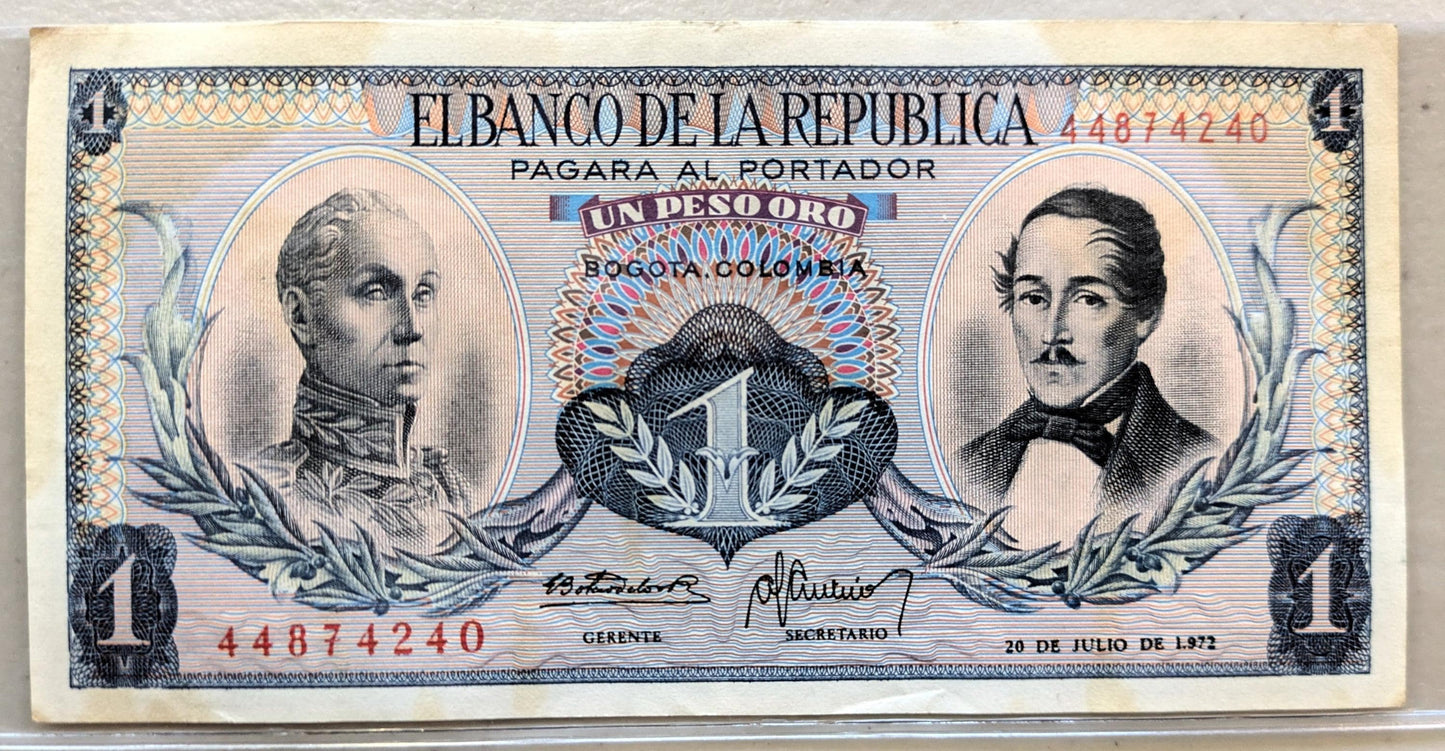 1
1
EL BANCO DE LA REPUBLICA
44874240
PAGARA AL PORTADOR
UN PESO ORO
BOGOTA, COLOMBIA
1
1
1
44874240
GERENTE
SECRETARIO
20 DE JULIO DE 1.972